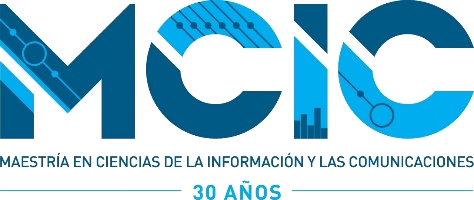 MCIC
MAESTRÍA EN CIENCIAS DE LA INFORMACIÓN Y LAS COMUNICACIONES
30 AÑOS